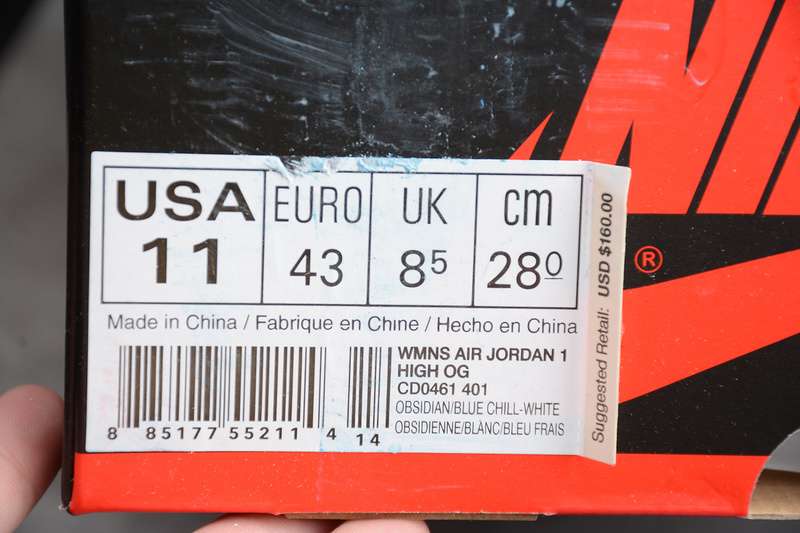 USA EURO UK cm
11 43 85 280
Made in China / Fabrique en Chine / Hecho en China
WMNS AIR JORDAN 1
HIGH OG
CD0461 401
OBSIDIAN/BLUE CHILL-WHITE
OBSIDIENNE/BLANC/BLEU FRAIS
8 85177 55211 4 14
Suggested Retail: USD $160.00
®